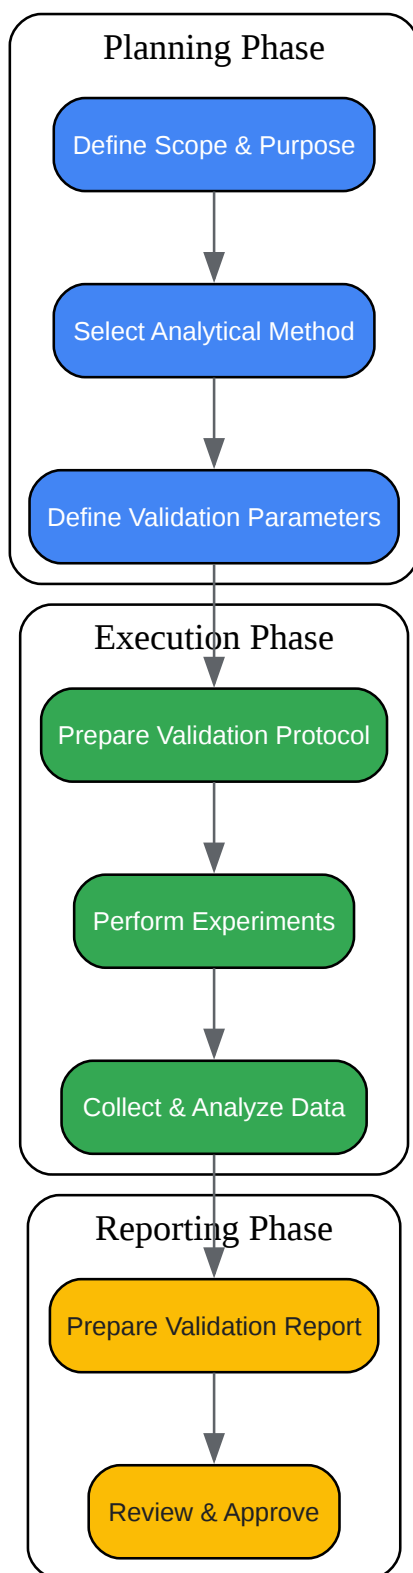 Planning Phase
Define Scope & Purpose
Select Analytical Method
Define Validation Parameters
Execution Phase
Prepare Validation Protocol
Perform Experiments
Collect & Analyze Data
Reporting Phase
Prepare Validation Report
Review & Approve